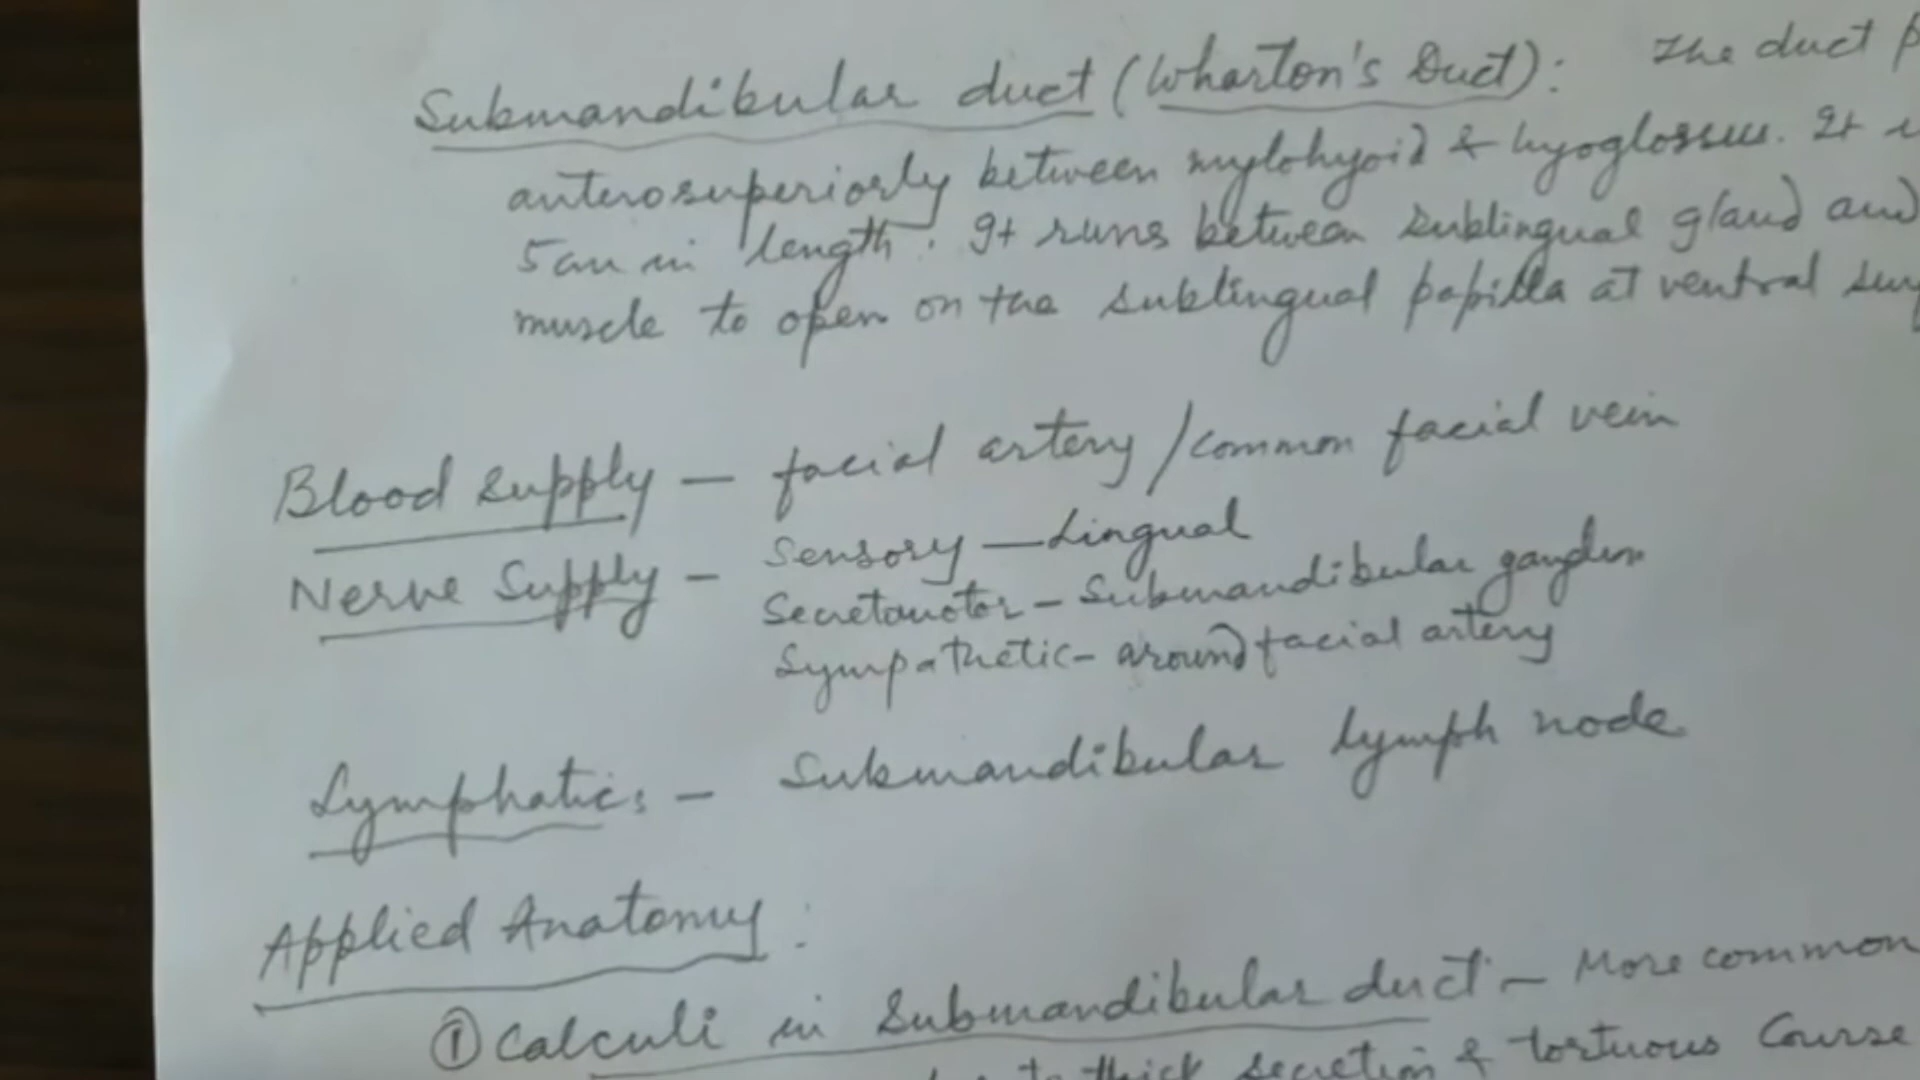 Submandibular duct (Wharton's Duct): The duct
anterosuperiorly between mylohyoid & hyoglossus. It
5cm in length. It runs between sublingual gland and
muscle to open on the sublingual papilla at ventral
Blood supply - facial artery / common facial vein
Nerve Supply - Sensory - Lingual
Secretomotor - Submandibular ganglion
Sympathetic - around facial artery
Lymphatics - Submandibular lymph node
Applied Anatomy:
① Calculi in Submandibular duct - More common
to thick secretion & tortuous course